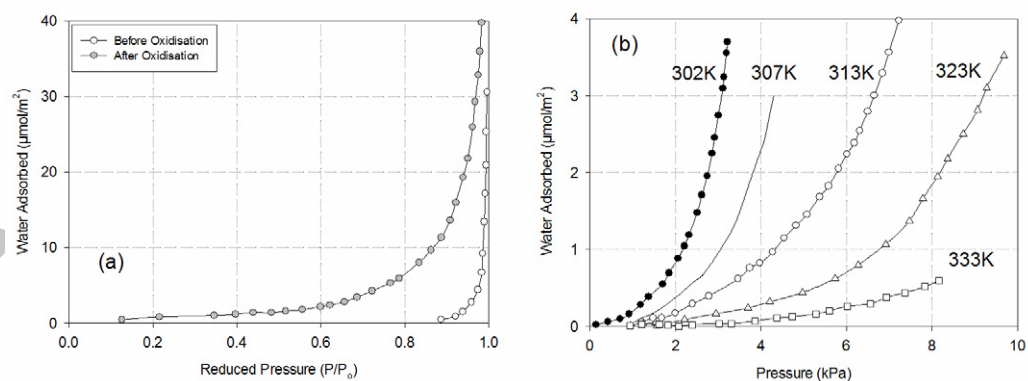 40
30
20
10
0
Water Adsorbed (µmol/m²)
Before Oxidisation
After Oxidisation
(a)
0.0 0.2 0.4 0.6 0.8 1.0
Reduced Pressure (P/P₀)
4
3
2
1
0
Water Adsorbed (µmol/m²)
(b)
302K 307K 313K 323K
333K
0 2 4 6 8 10
Pressure (kPa)